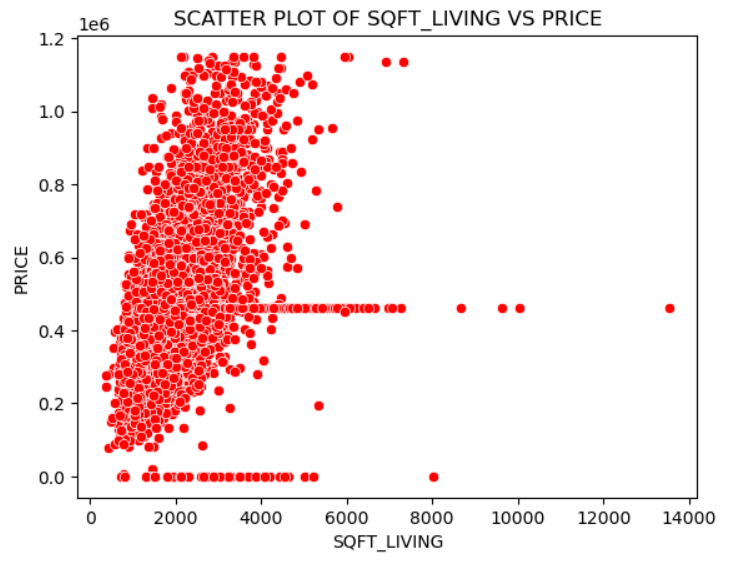 SCATTER PLOT OF SQFT_LIVING VS PRICE
1e6
1.2
1.0
0.8
0.6
0.4
0.2
0.0
PRICE
0 2000 4000 6000 8000 10000 12000 14000
SQFT_LIVING